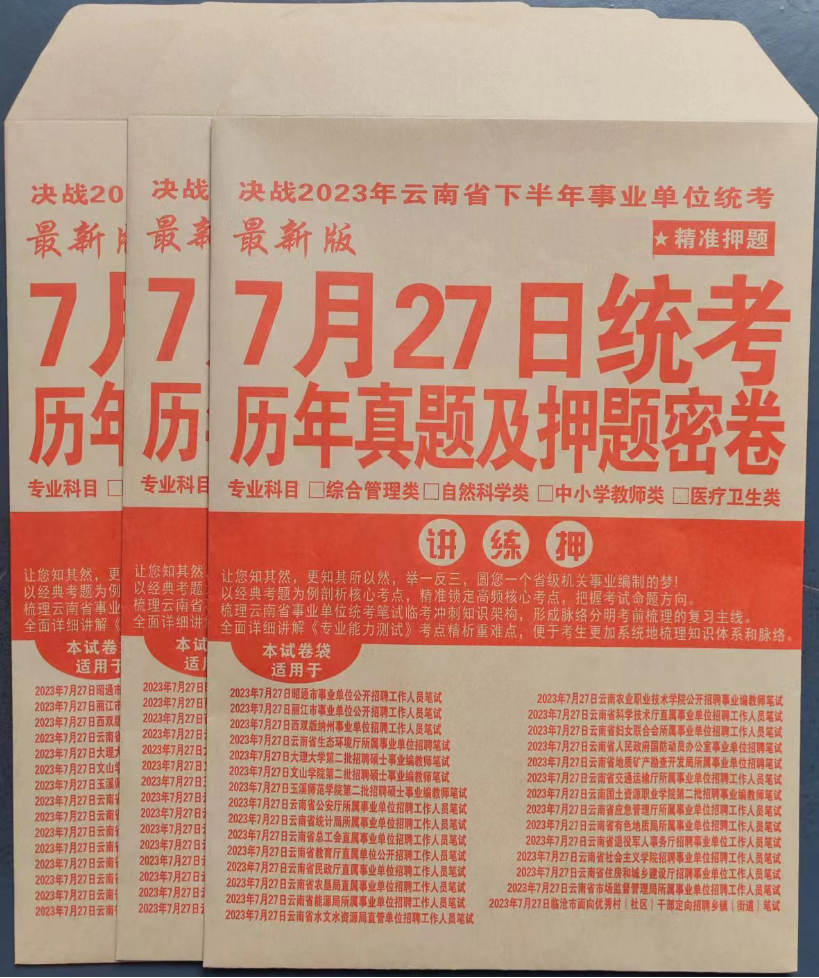 决战2023年云南省下半年事业单位统考
最新版
★精准押题
7月27日统考
历年真题及押题密卷
专业科目 □综合管理类 □自然科学类 □中小学教师类 □医疗卫生类
讲 练 押
让您知其然，更知其所以然，举一反三，圆您一个省级机关事业编制的梦!
以经典考题为例剖析核心考点，精准锁定高频核心考点，把握考试命题方向。
梳理云南省事业单位统考笔试临考冲刺知识架构，形成脉络分明考前梳理的复习主线。
全面详细讲解《专业能力测试》考点精析重难点，便于考生更加系统地梳理知识体系和脉络。
本试卷袋
适用于
2023年7月27日昭通市事业单位公开招聘工作人员笔试
2023年7月27日丽江市事业单位公开招聘工作人员笔试
2023年7月27日西双版纳州事业单位招聘工作人员笔试
2023年7月27日云南省生态环境厅所属事业单位招聘笔试
2023年7月27日大理大学第二批招聘硕士事业编教师笔试
2023年7月27日文山学院第二批招聘硕士事业编教师笔试
2023年7月27日玉溪师范学院第二批招聘硕士事业编教师笔试
2023年7月27日云南省公安厅所属事业单位招聘工作人员笔试
2023年7月27日云南省统计局所属事业单位招聘工作人员笔试
2023年7月27日云南省总工会直属事业单位招聘工作人员笔试
2023年7月27日云南省教育厅直属单位公开招聘工作人员笔试
2023年7月27日云南省民政厅直属事业单位招聘工作人员笔试
2023年7月27日云南省农垦局直属事业单位招聘工作人员笔试
2023年7月27日云南省能源局所属事业单位招聘工作人员笔试
2023年7月27日云南省水文水资源局直管单位招聘工作人员笔试
2023年7月27日云南农业职业技术学院公开招聘事业编教师笔试
2023年7月27日云南省科学技术厅直属事业单位招聘工作人员笔试
2023年7月27日云南省妇女联合会所属事业单位招聘工作人员笔试
2023年7月27日云南省人民政府国防动员办公室事业单位招聘笔试
2023年7月27日云南省地质矿产勘查开发局所属事业单位招聘笔试
2023年7月27日云南省交通运输厅所属事业单位招聘工作人员笔试
2023年7月27日云南国土资源职业学院第二批招聘事业编教师笔试
2023年7月27日云南省应急管理厅所属事业单位招聘工作人员笔试
2023年7月27日云南省有色地质局所属事业单位招聘工作人员笔试
2023年7月27日云南省退役军人事务厅招聘事业单位工作人员笔试
2023年7月27日云南省社会主义学院招聘事业单位工作人员笔试
2023年7月27日云南省住房和城乡建设厅招聘事业单位人员笔试
2023年7月27日云南省市场监督管理局所属事业单位招聘人员笔试
2023年7月27日临沧市面向优秀村（社区）干部定向招聘乡镇（街道）笔试